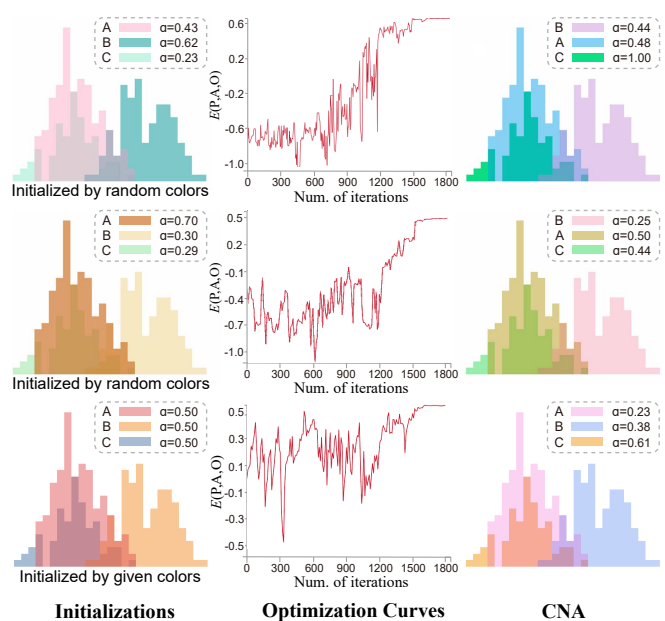 A α=0.43
B α=0.62
C α=0.23
Initialized by random colors
E(P,A,O)
0.6
0.2
-0.2
-0.6
-1.0
0 300 600 900 1200 1500 1800
Num. of iterations
B α=0.44
A α=0.48
C α=1.00
A α=0.70
B α=0.30
C α=0.29
Initialized by random colors
E(P,A,O)
0.5
0.2
-0.1
-0.4
-0.7
-1.0
0 300 600 900 1200 1500 1800
Num. of iterations
B α=0.25
A α=0.50
C α=0.44
A α=0.50
B α=0.50
C α=0.50
Initialized by given colors
E(P,A,O)
0.5
0.3
0.1
-0.1
-0.3
-0.5
0 300 600 900 1200 1500 1800
Num. of iterations
A α=0.23
B α=0.38
C α=0.61
Initializations
Optimization Curves
CNA